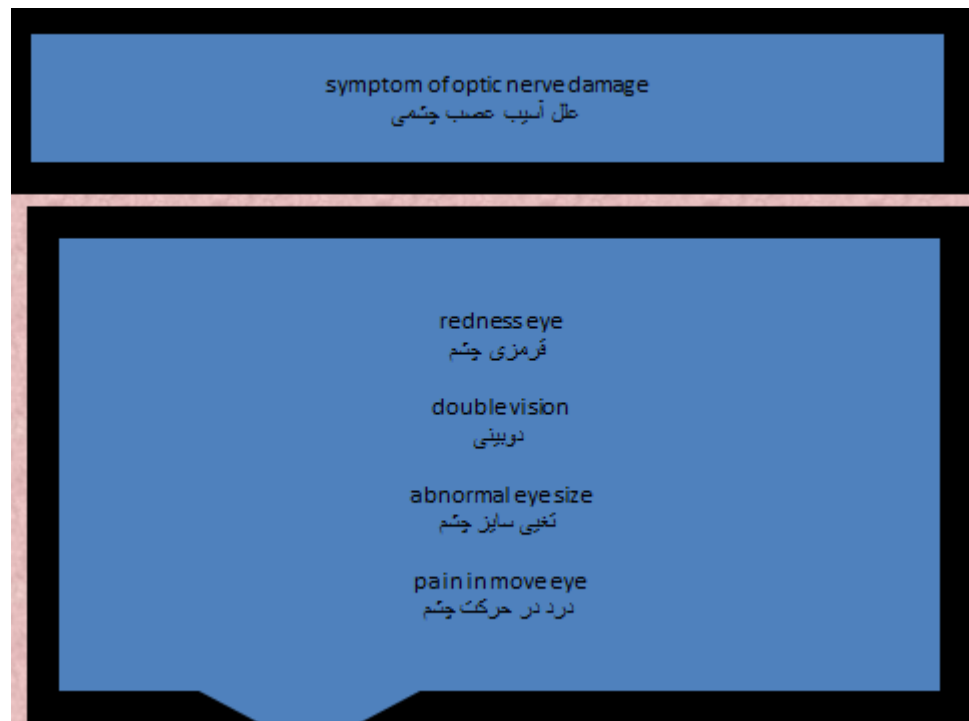 symptom of optic nerve damage
علل آسیب عصب چشمی
redness eye
قرمزی چشم
double vision
دوبینی
abnormal eye size
تغیی سایز چشم
pain in move eye
درد در حرکت چشم